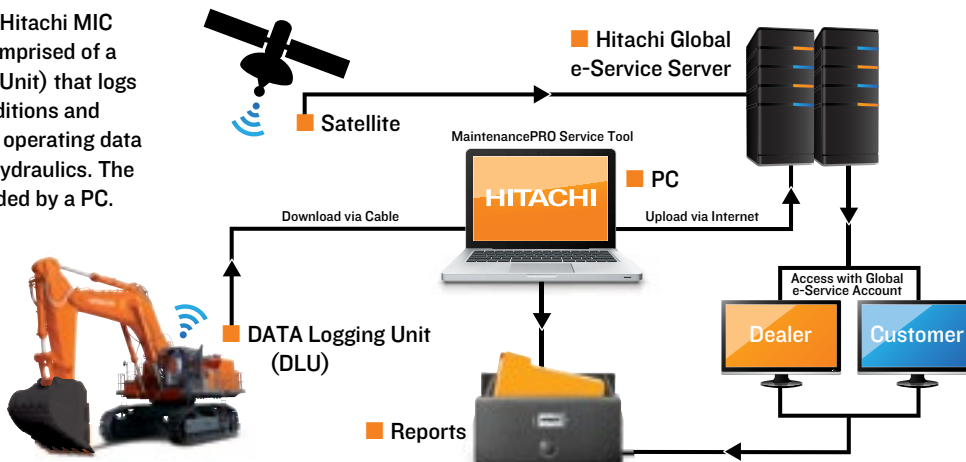 Hitachi MIC
mprised of a
Unit) that logs
ditions and
operating data
ydraulics. The
ded by a PC.
Satellite
Hitachi Global
e-Service Server
MaintenancePRO Service Tool
HITACHI
PC
Download via Cable
Upload via Internet
Access with Global
e-Service Account
Dealer
Customer
DATA Logging Unit
(DLU)
Reports